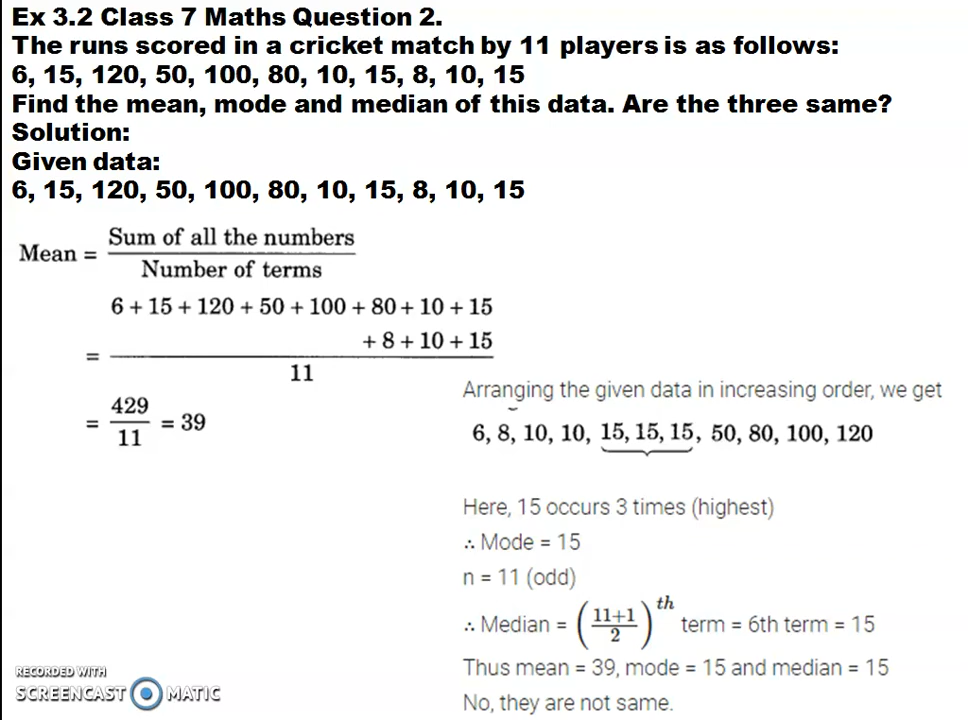 Ex 3.2 Class 7 Maths Question 2.
The runs scored in a cricket match by 11 players is as follows:
6, 15, 120, 50, 100, 80, 10, 15, 8, 10, 15
Find the mean, mode and median of this data. Are the three same?
Solution:
Given data:
6, 15, 120, 50, 100, 80, 10, 15, 8, 10, 15
Mean = Sum of all the numbers / Number of terms
= 6 + 15 + 120 + 50 + 100 + 80 + 10 + 15
+ 8 + 10 + 15 / 11
= 429 / 11 = 39
Arranging the given data in increasing order, we get
6, 8, 10, 10, 15, 15, 15, 50, 80, 100, 120
Here, 15 occurs 3 times (highest)
∴ Mode = 15
n = 11 (odd)
∴ Median = (11+1 / 2)th term = 6th term = 15
Thus mean = 39, mode = 15 and median = 15
No, they are not same.
RECORDED WITH
SCREENCAST MATIC